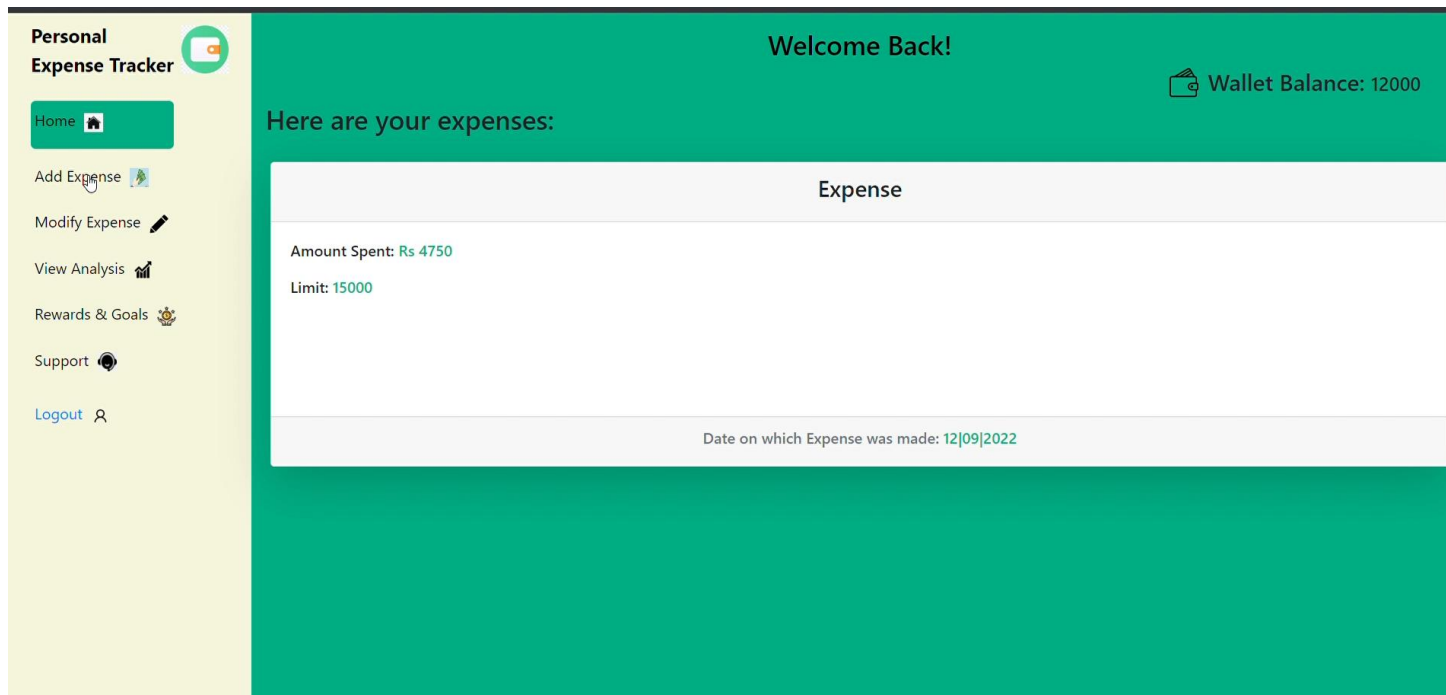 Personal
Expense Tracker
Home
Add Expense
Modify Expense
View Analysis
Rewards & Goals
Support
Logout
Welcome Back!
Wallet Balance: 12000
Here are your expenses:
Expense
Amount Spent: Rs 4750
Limit: 15000
Date on which Expense was made: 12|09|2022